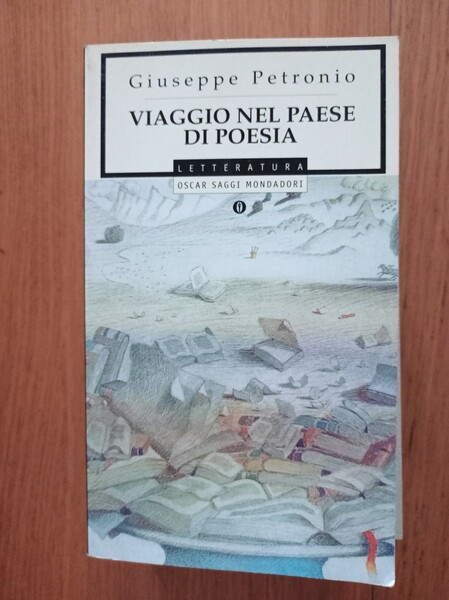 Giuseppe Petronio
VIAGGIO NEL PAESE
DI POESIA
LETTERATURA
OSCAR SAGGI MONDADORI